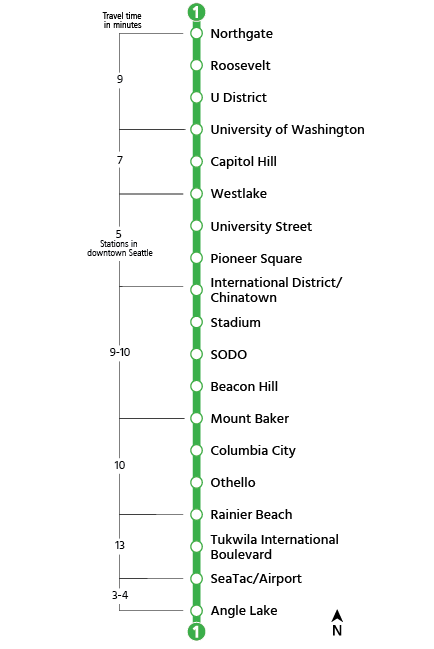 1
Travel time
in minutes
Northgate
Roosevelt
9
U District
University of Washington
7
Capitol Hill
Westlake
University Street
5
Stations in
downtown Seattle
Pioneer Square
International District/
Chinatown
Stadium
9-10
SODO
Beacon Hill
Mount Baker
Columbia City
10
Othello
Rainier Beach
13
Tukwila International
Boulevard
SeaTac/Airport
3-4
Angle Lake
1
N